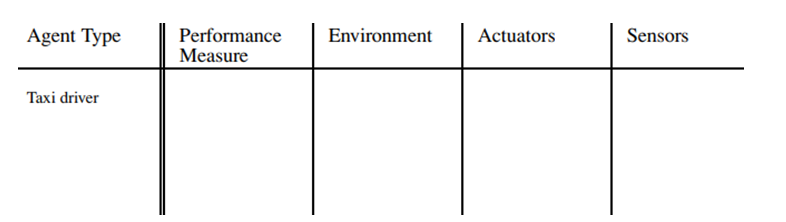 Agent Type Performance Measure Environment Actuators Sensors
Taxi driver